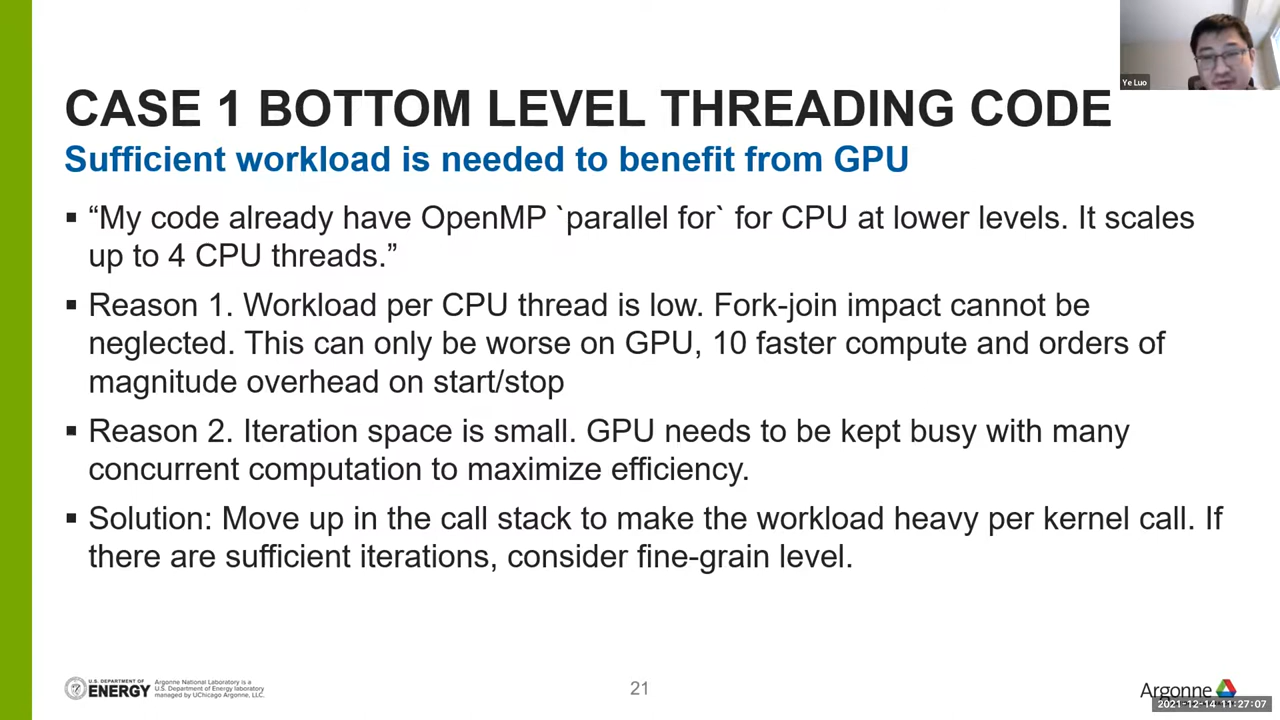 Ye Luo
CASE 1 BOTTOM LEVEL THREADING CODE
Sufficient workload is needed to benefit from GPU
▪ “My code already have OpenMP `parallel for` for CPU at lower levels. It scales
up to 4 CPU threads.”
▪ Reason 1. Workload per CPU thread is low. Fork-join impact cannot be
neglected. This can only be worse on GPU, 10 faster compute and orders of
magnitude overhead on start/stop
▪ Reason 2. Iteration space is small. GPU needs to be kept busy with many
concurrent computation to maximize efficiency.
▪ Solution: Move up in the call stack to make the workload heavy per kernel call. If
there are sufficient iterations, consider fine-grain level.
U.S. DEPARTMENT OF
ENERGY
Argonne National Laboratory is a
U.S. Department of Energy laboratory
managed by UChicago Argonne, LLC.
21
Argonne
2021-12-14 11:27:07